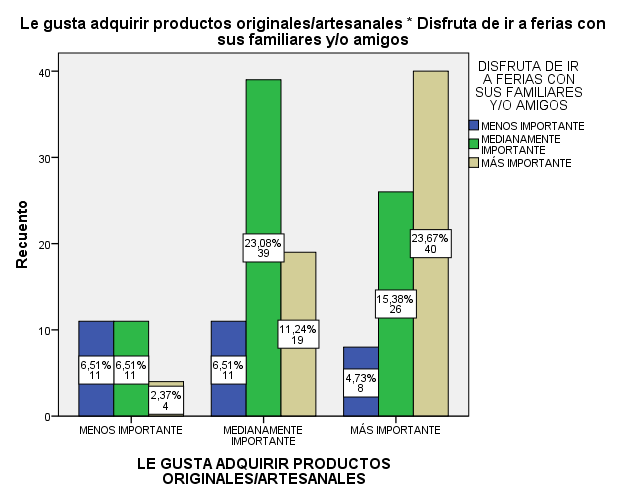 Le gusta adquirir productos originales/artesanales * Disfruta de ir a ferias con
sus familiares y/o amigos
DISFRUTA DE IR
A FERIAS CON
SUS FAMILIARES
Y/O AMIGOS
MENOS IMPORTANTE
MEDIANAMENTE
IMPORTANTE
MÁS IMPORTANTE
Recuento
40
30
20
10
0
6,51%
11
6,51%
11
2,37%
4
6,51%
11
23,08%
39
11,24%
19
4,73%
8
15,38%
26
23,67%
40
MENOS IMPORTANTE
MEDIANAMENTE
IMPORTANTE
MÁS IMPORTANTE
LE GUSTA ADQUIRIR PRODUCTOS
ORIGINALES/ARTESANALES